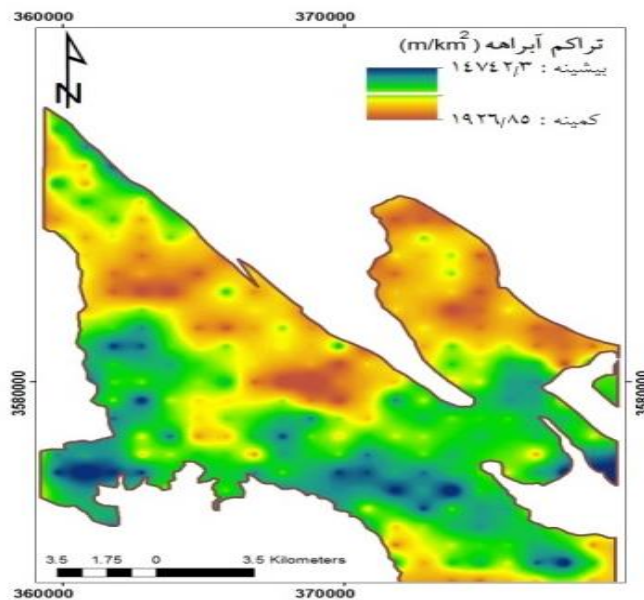 360000 370000
تراکم آبراهه (m/km²)
بیشینه : ۱۴۷۴۲٫۳
کمینه : ۱۹۲۶٫۸۵
N
3580000 3580000
3.5 1.75 0 3.5 Kilometers
360000 370000